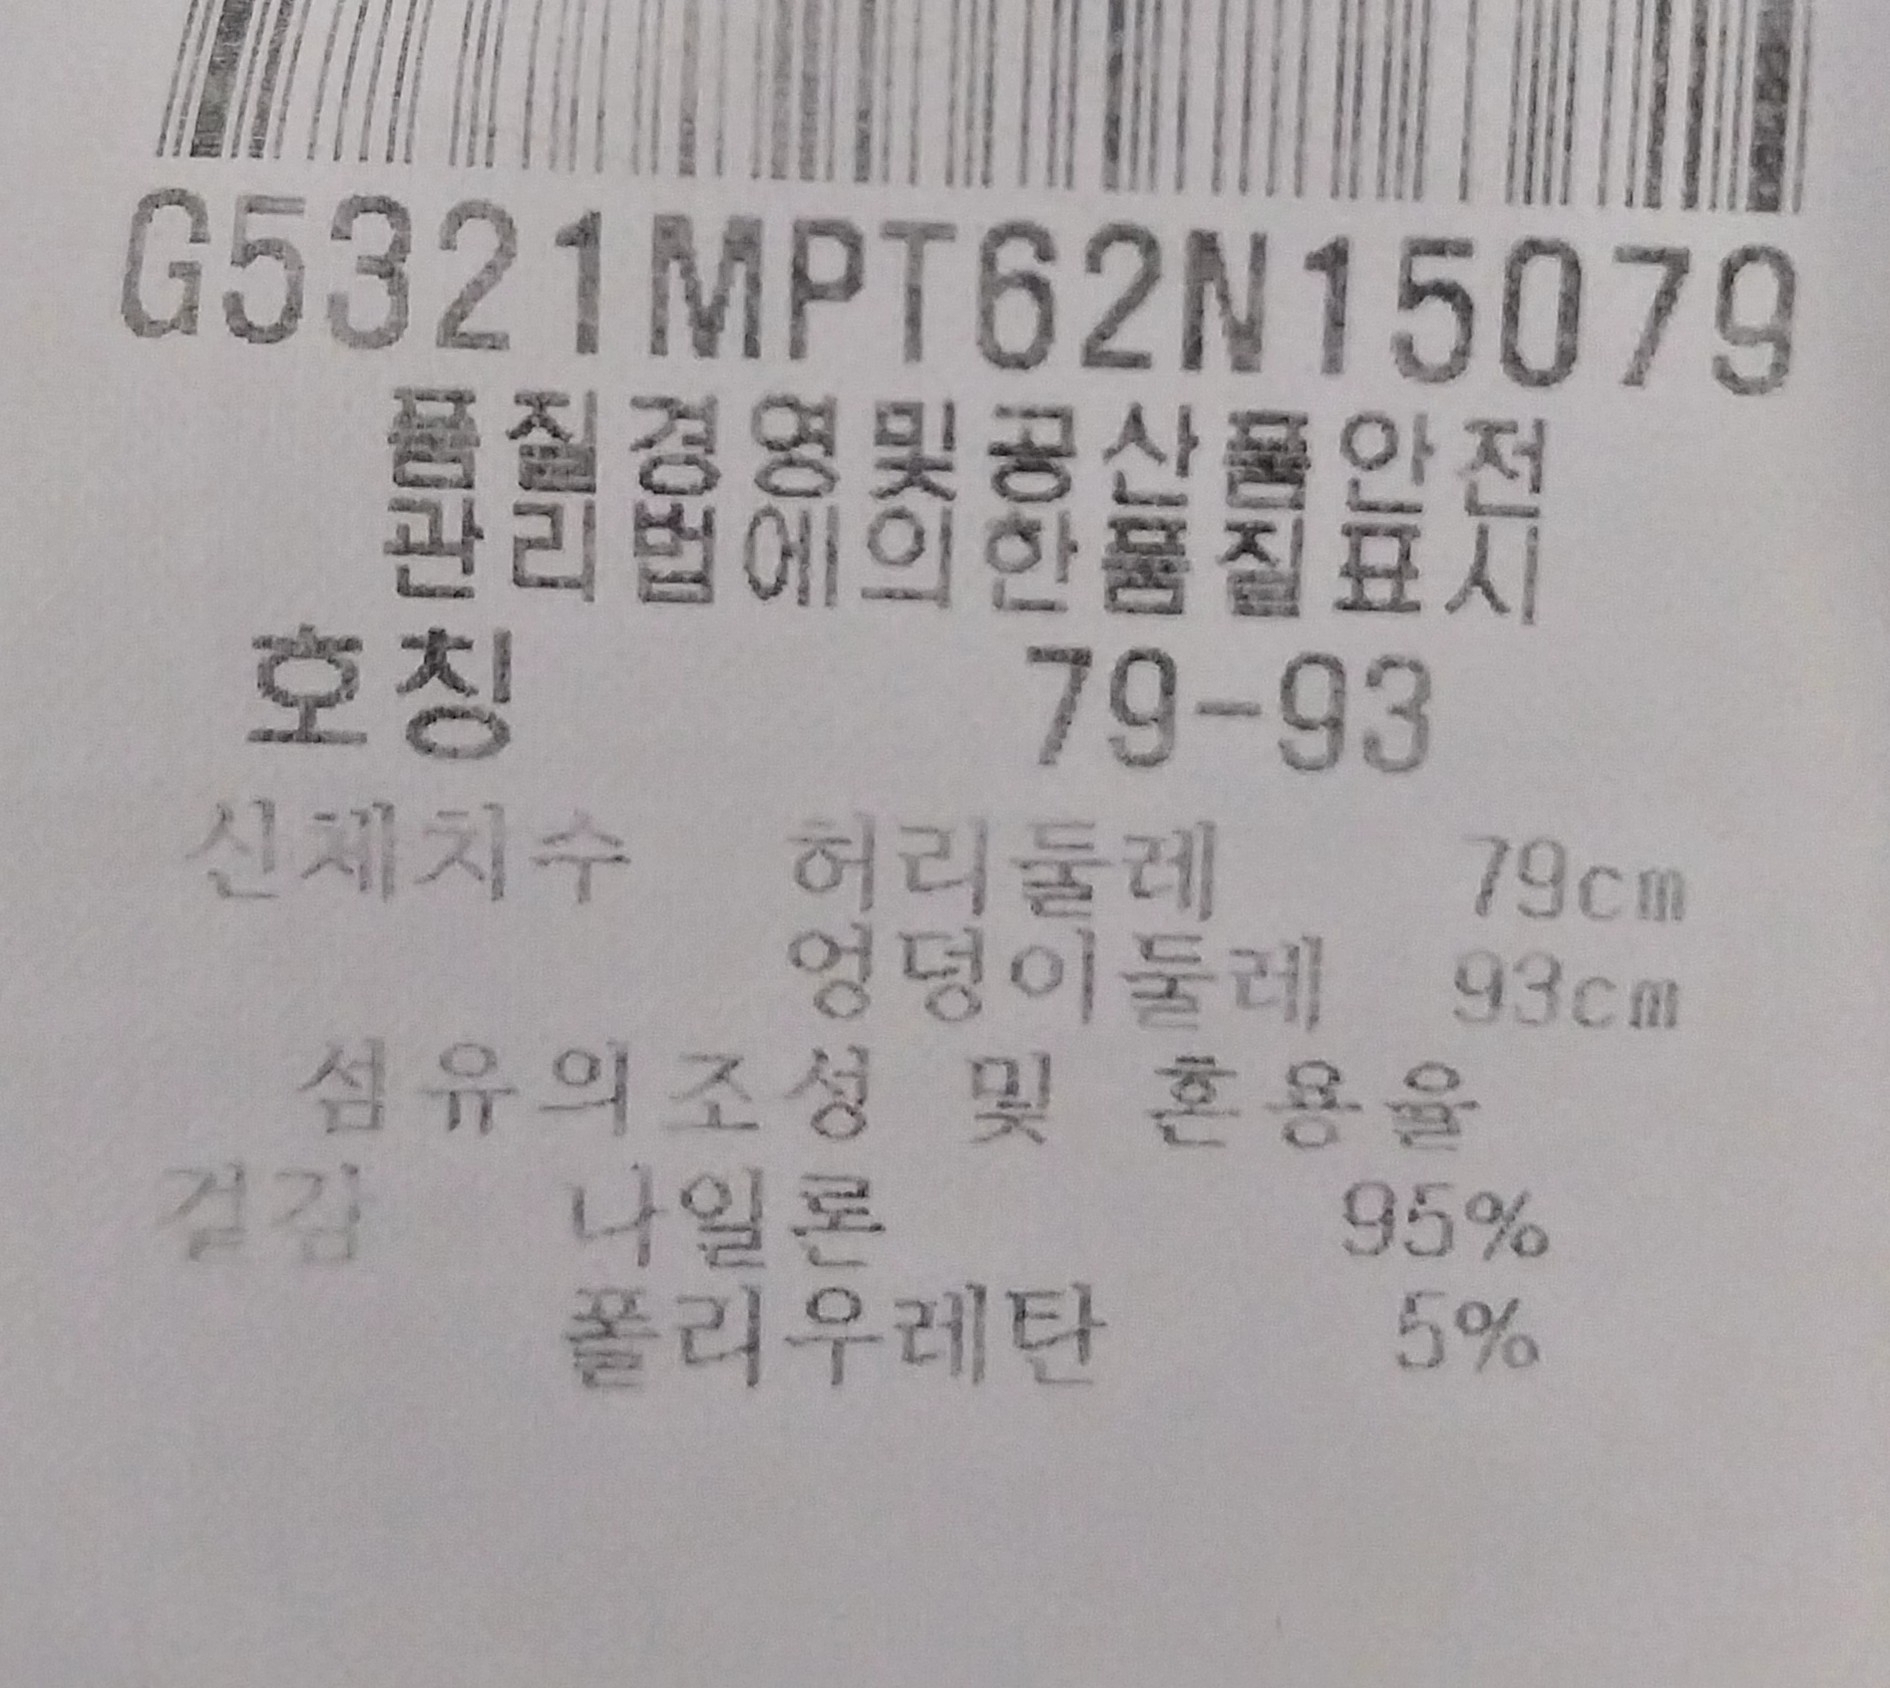 G5321MPT62N15079
품질경영및공산품안전
관리법에의한품질표시
호칭 79-93
신체치수 허리둘레 79cm
엉덩이둘레 93cm
섬유의조성 및 혼용율
겉감 나일론 95%
폴리우레탄 5%